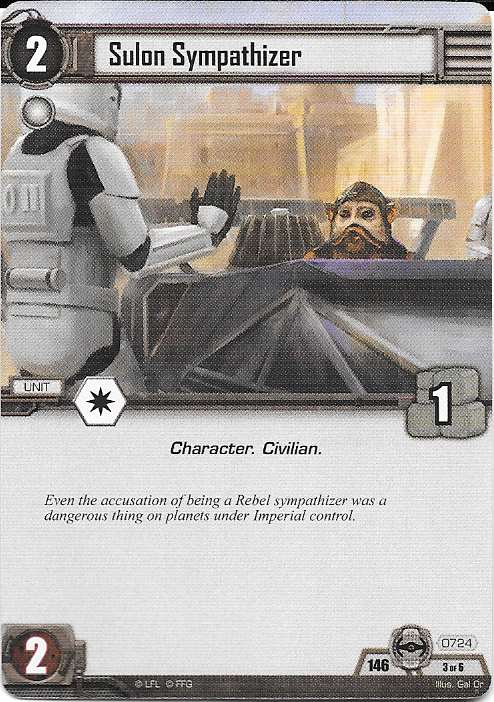 2
Sulon Sympathizer
UNIT
1
Character. Civilian.
Even the accusation of being a Rebel sympathizer was a
dangerous thing on planets under Imperial control.
2
146
0724
3 OF 6
© LFL © FFG
Illus. Gal Or